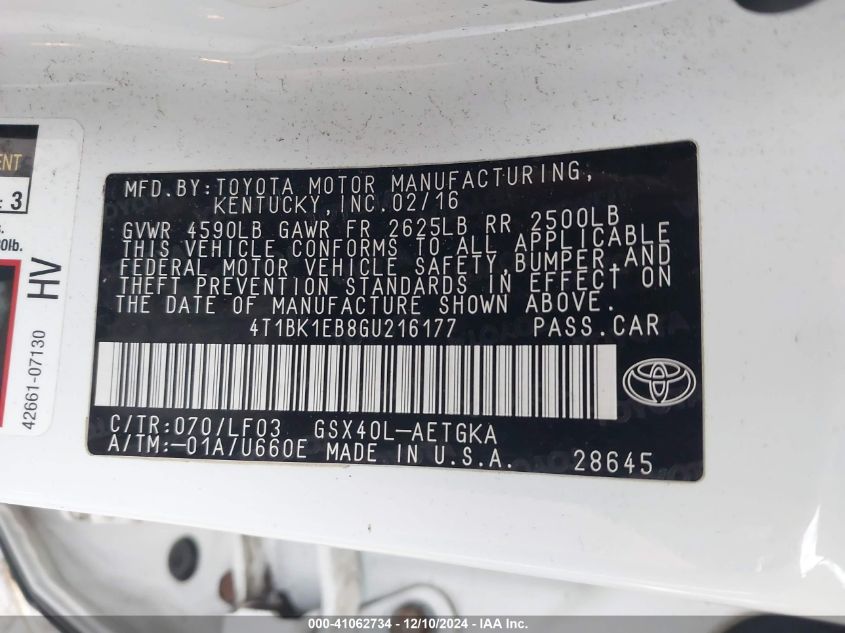 ENT
: 3
s.
0lb.
HV
42661-07130
MFD.BY:TOYOTA MOTOR MANUFACTURING,
KENTUCKY,INC.02/16
GVWR 4590LB GAWR FR 2625LB RR 2500LB
THIS VEHICLE CONFORMS TO ALL APPLICABLE
FEDERAL MOTOR VEHICLE SAFETY,BUMPER,AND
THEFT PREVENTION STANDARDS IN EFFECT ON
THE DATE OF MANUFACTURE SHOWN ABOVE.
4T1BK1EB8GU216177 PASS.CAR
C/TR:070/LF03 GSX40L-AETGKA
A/TM:-01A/U660E MADE IN U.S.A. 28645
000-41062734 - 12/10/2024 - IAA Inc.